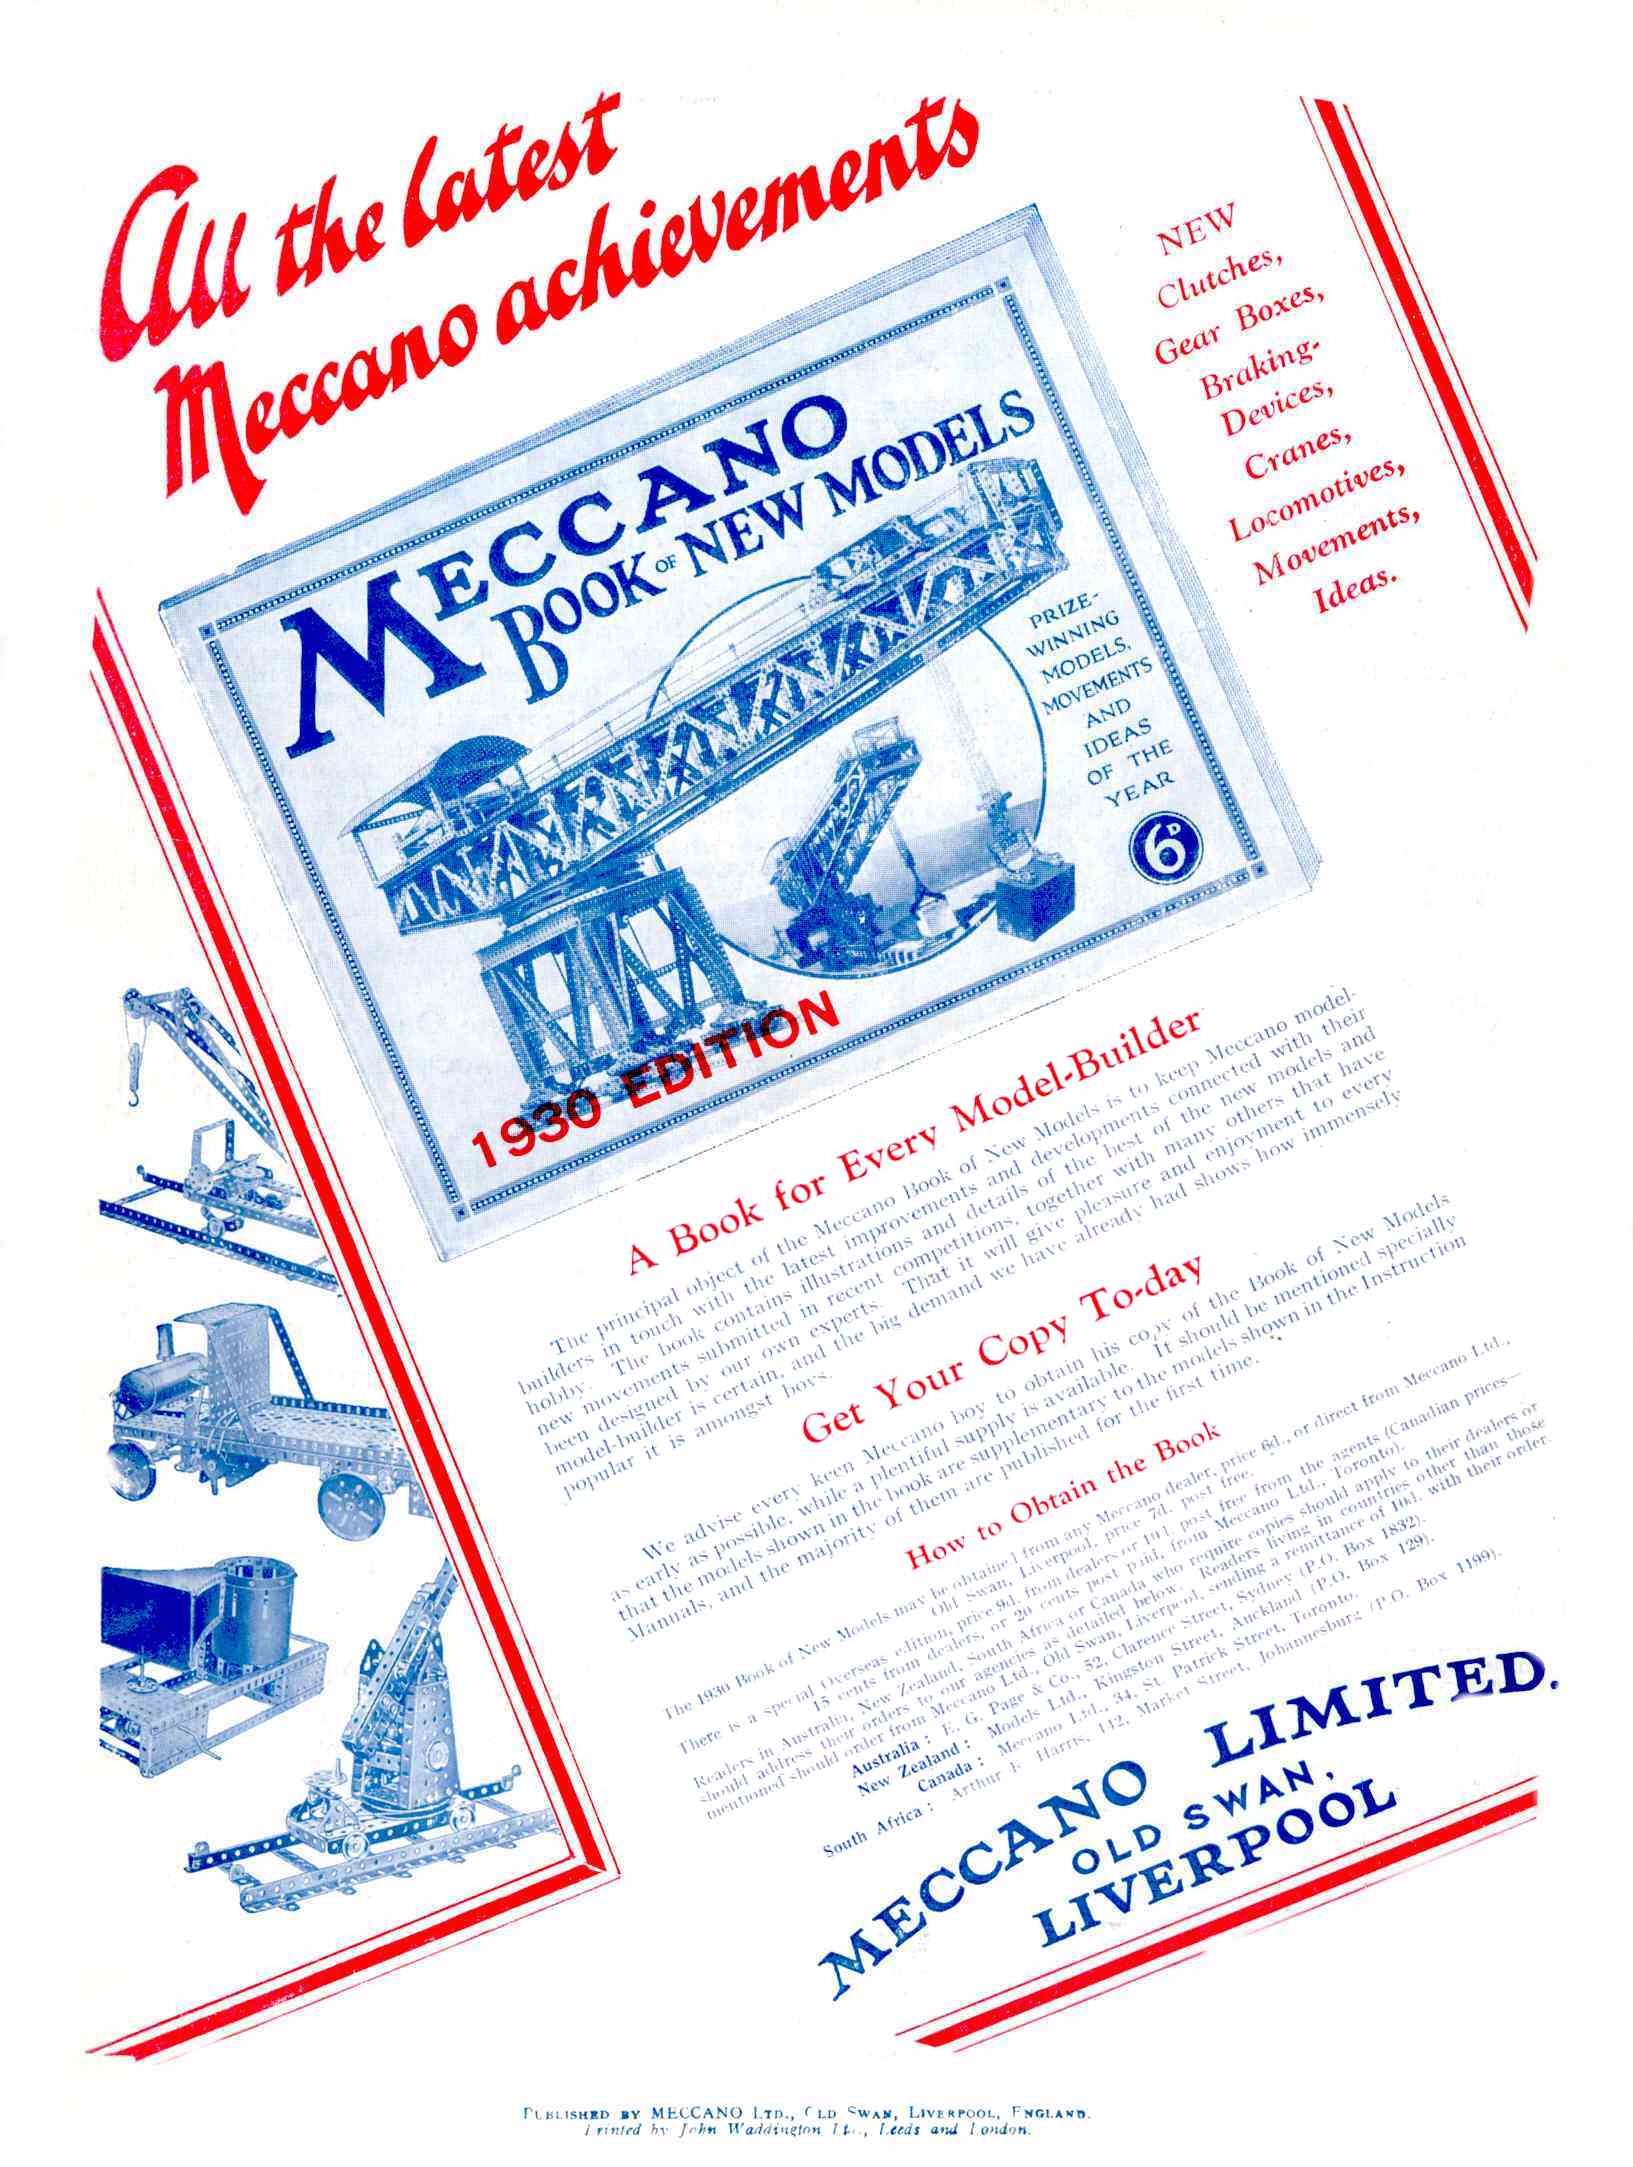 All the latest
Meccano achievements
NEW
Clutches,
Gear Boxes,
Braking-
Devices,
Cranes,
Locomotives,
Movements,
Ideas.
MECCANO
BOOK OF NEW MODELS
PRIZE-
WINNING
MODELS,
MOVEMENTS
AND
IDEAS
OF THE
YEAR
6D
1930 EDITION
A Book for Every Model-Builder
The principal object of the Meccano Book of New Models is to keep Meccano model-
builders in touch with the latest improvements and developments connected with their
hobby. The book contains illustrations and details of the best of the new models and
new movements submitted in recent competitions, together with many others that have
been designed by our own experts. That it will give pleasure and enjoyment to every
model-builder is certain, and the big demand we have already had shows how immensely
popular it is amongst boys.
Get Your Copy To-day
We advise every keen Meccano boy to obtain his copy of the Book of New Models
as early as possible, while a plentiful supply is available. It should be mentioned specially
that the models shown in the book are supplementary to the models shown in the Instruction
Manuals, and the majority of them are published for the first time.
How to Obtain the Book
The 1930 Book of New Models may be obtained from any Meccano dealer, price 6d., or direct from Meccano Ltd.,
Old Swan, Liverpool, price 7d. post free.
There is a special Overseas edition, price 9d. from dealers or 10d. post free from the agents (Canadian prices—
15 cents from dealers, or 20 cents post paid, from Meccano Ltd., Toronto).
Readers in Australia, New Zealand, South Africa or Canada who require copies should apply to their dealers or
should address their orders to our agencies as detailed below. Readers living in countries other than those
mentioned should order from Meccano Ltd., Old Swan, Liverpool, sending a remittance of 10d. with their order.
Australia: E. G. Page & Co., 52, Clarence Street, Sydney (P.O. Box 1832).
New Zealand: Models Ltd., Kingston Street, Auckland (P.O. Box 129).
Canada: Meccano Ltd., 34, St. Patrick Street, Toronto.
South Africa: Arthur E. Harris, 142, Market Street, Johannesburg (P.O. Box 1199).
MECCANO LIMITED.
OLD SWAN,
LIVERPOOL
PUBLISHED BY MECCANO LTD., OLD SWAN, LIVERPOOL, ENGLAND.
Printed by John Waddington Ltd., Leeds and London.